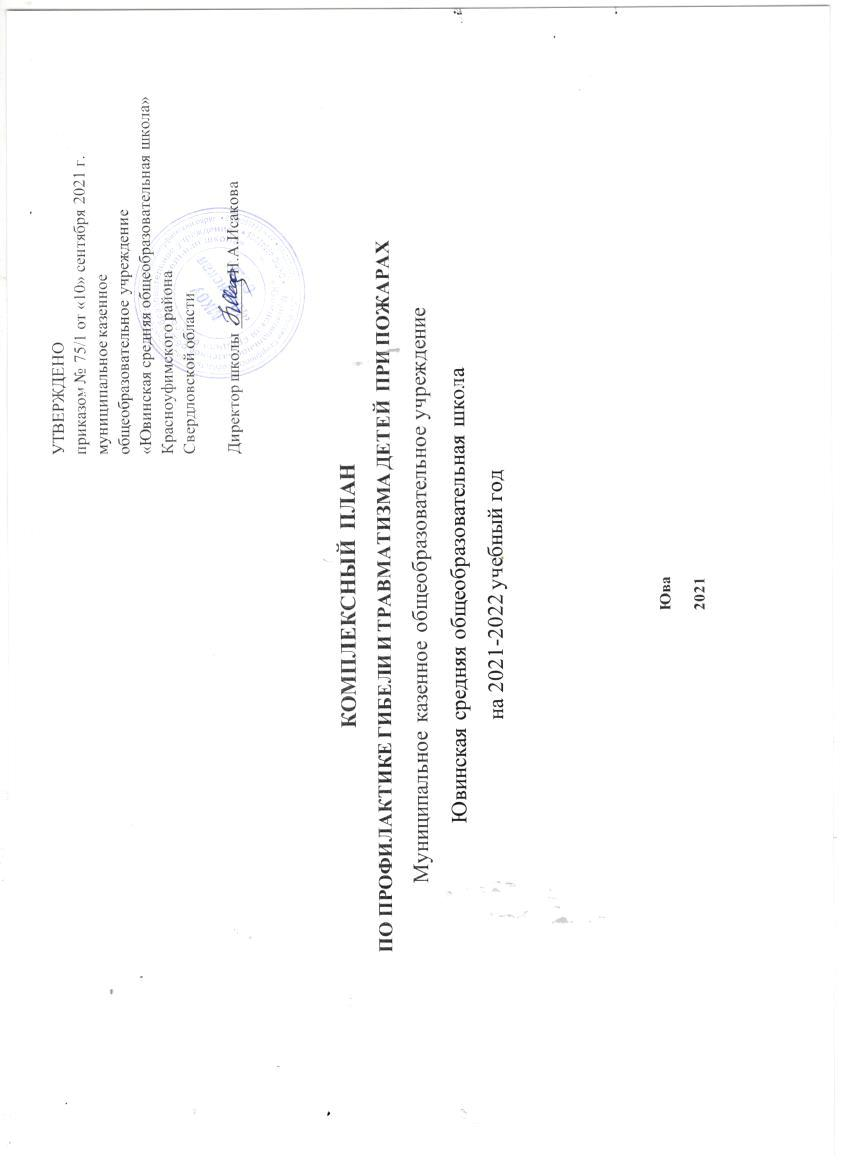 УТВЕРЖДЕНО
приказом № 75/1 от «10» сентября 2021 г.
муниципальное казенное
общеобразовательное учреждение
«Ювинская средняя общеобразовательная школа»
Красноуфимского района
Свердловской области
Директор школы Н.А.Исакова
КОМПЛЕКСНЫЙ ПЛАН
ПО ПРОФИЛАКТИКЕ ГИБЕЛИ И ТРАВМАТИЗМА ДЕТЕЙ ПРИ ПОЖАРАХ
Муниципальное казенное общеобразовательное учреждение
Ювинская средняя общеобразовательная школа
на 2021-2022 учебный год
Юва
2021